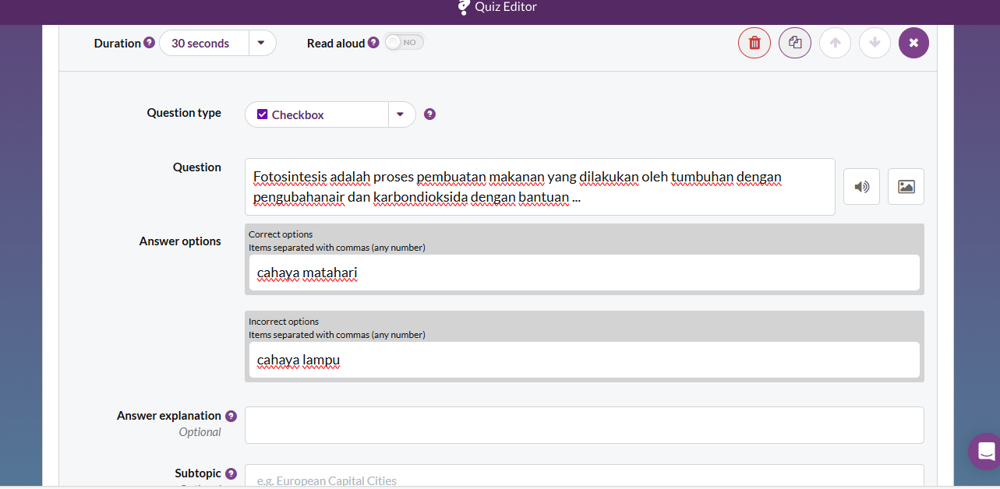 Quiz Editor
Duration 30 seconds Read aloud NO
Question type Checkbox
Question Fotosintesis adalah proses pembuatan makanan yang dilakukan oleh tumbuhan dengan
pengubahanair dan karbondioksida dengan bantuan ...
Answer options
Correct options
Items separated with commas (any number)
cahaya matahari
Incorrect options
Items separated with commas (any number)
cahaya lampu
Answer explanation
Optional
Subtopic e.g. European Capital Cities